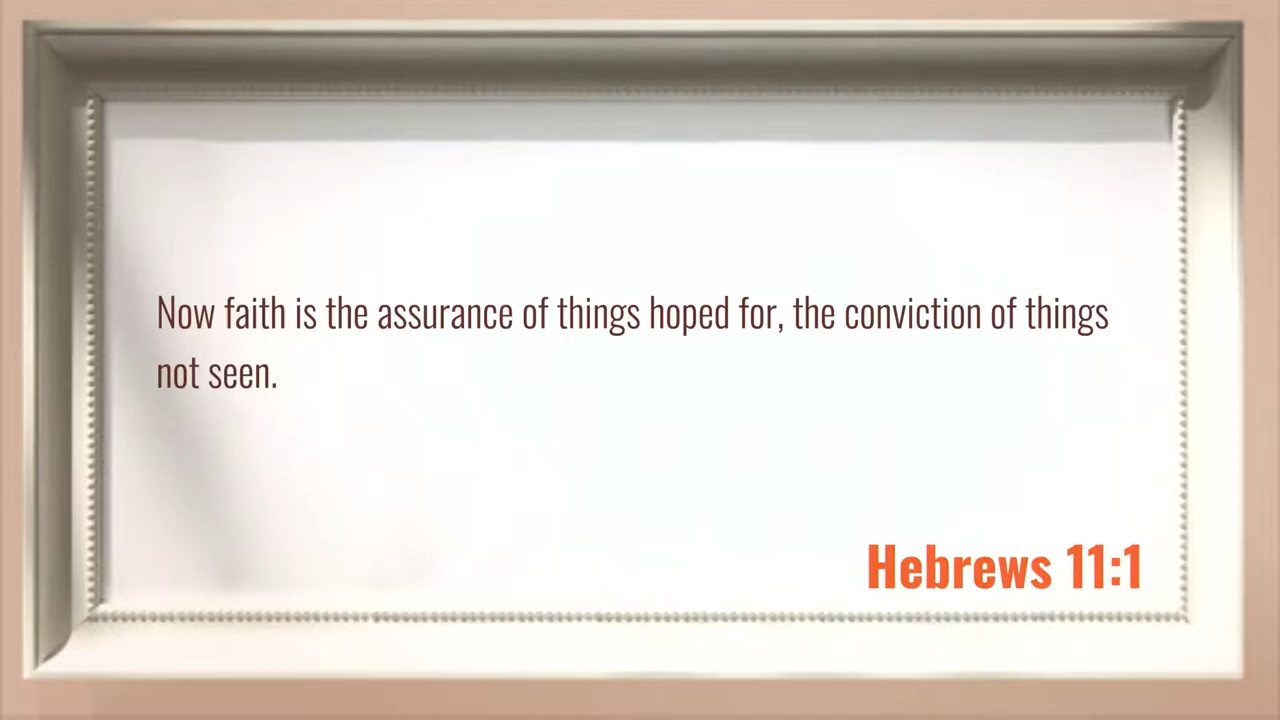 Now faith is the assurance of things hoped for, the conviction of things
not seen.
Hebrews 11:1